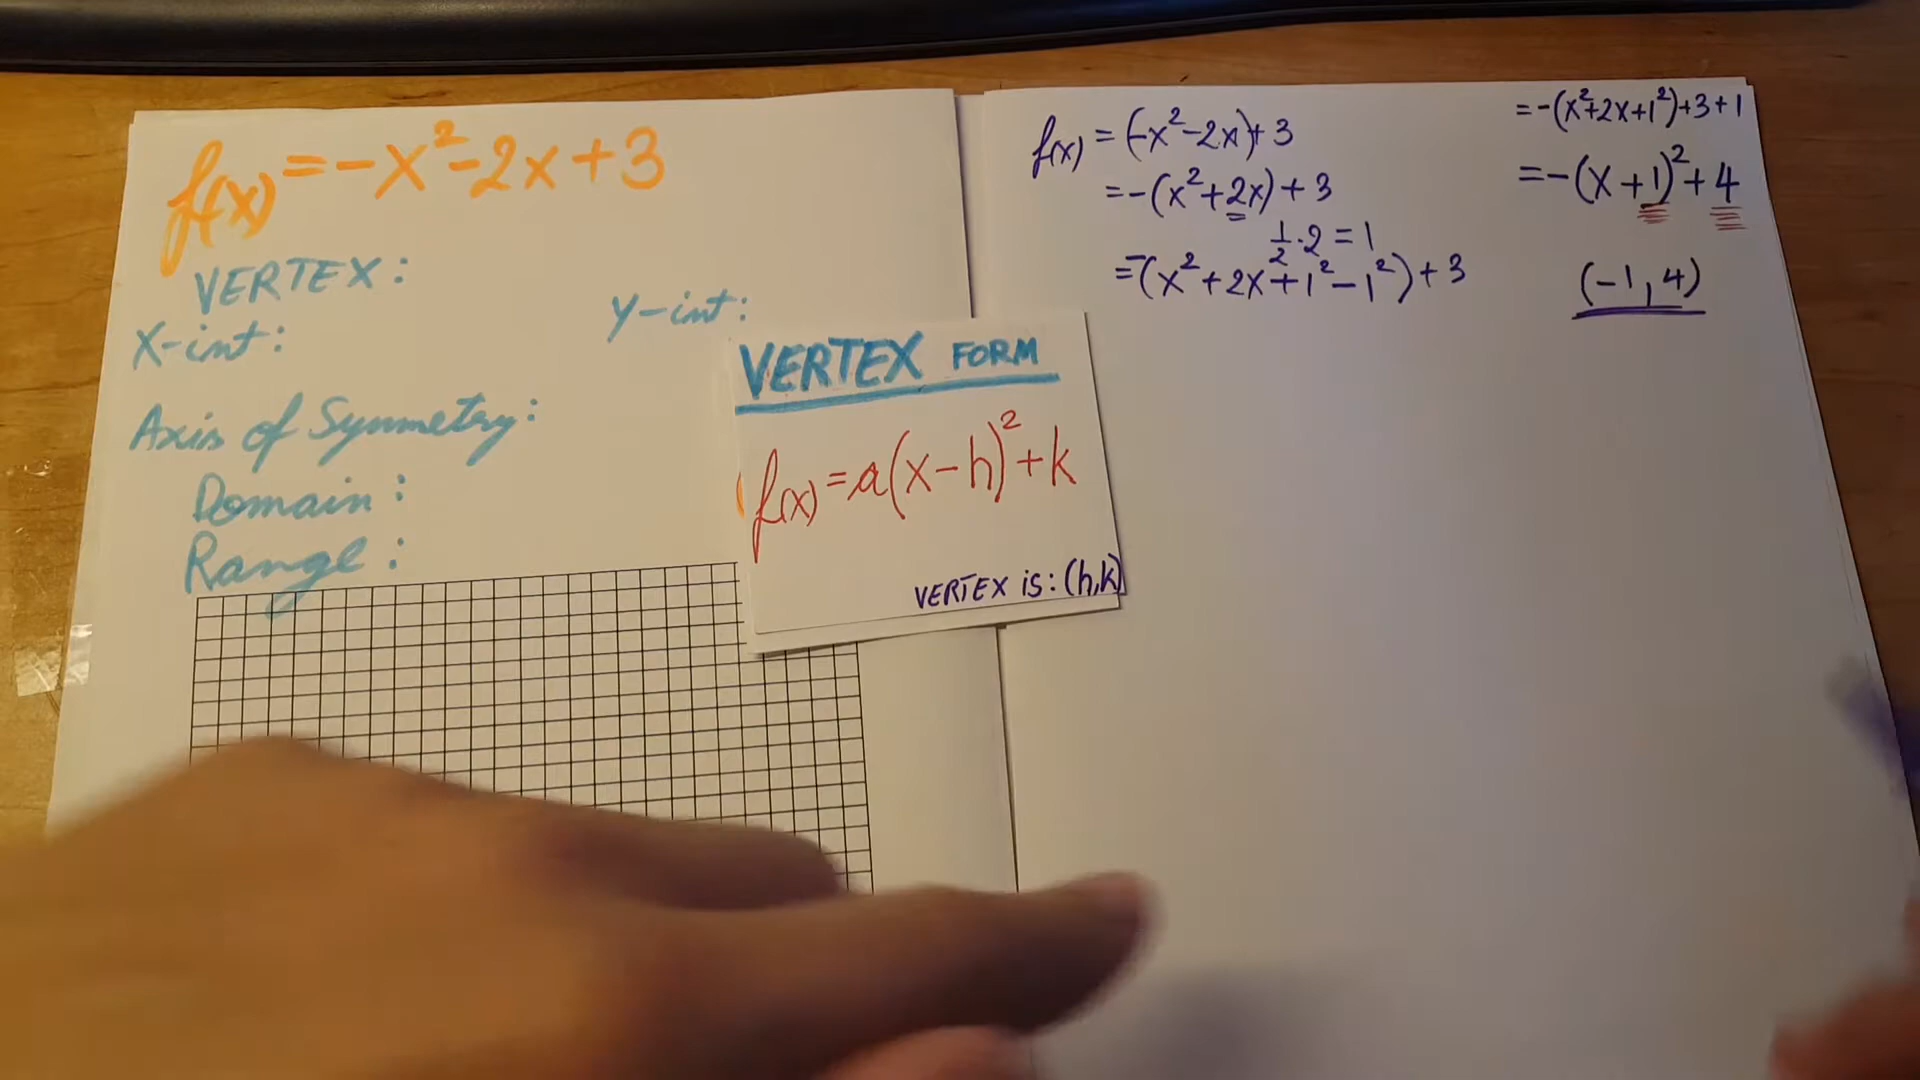 f(x) = -x² - 2x + 3
VERTEX:
X-int:
Y-int:
Axis of Symmetry:
Domain:
Range:
VERTEX FORM
f(x) = a(x-h)² + k
VERTEX is: (h,k)
f(x) = (-x² - 2x) + 3
= -(x² + 2x) + 3
½ · 2 = 1
= -(x² + 2x + 1² - 1²) + 3
= -(x² + 2x + 1²) + 3 + 1
= -(x + 1)² + 4
(-1, 4)